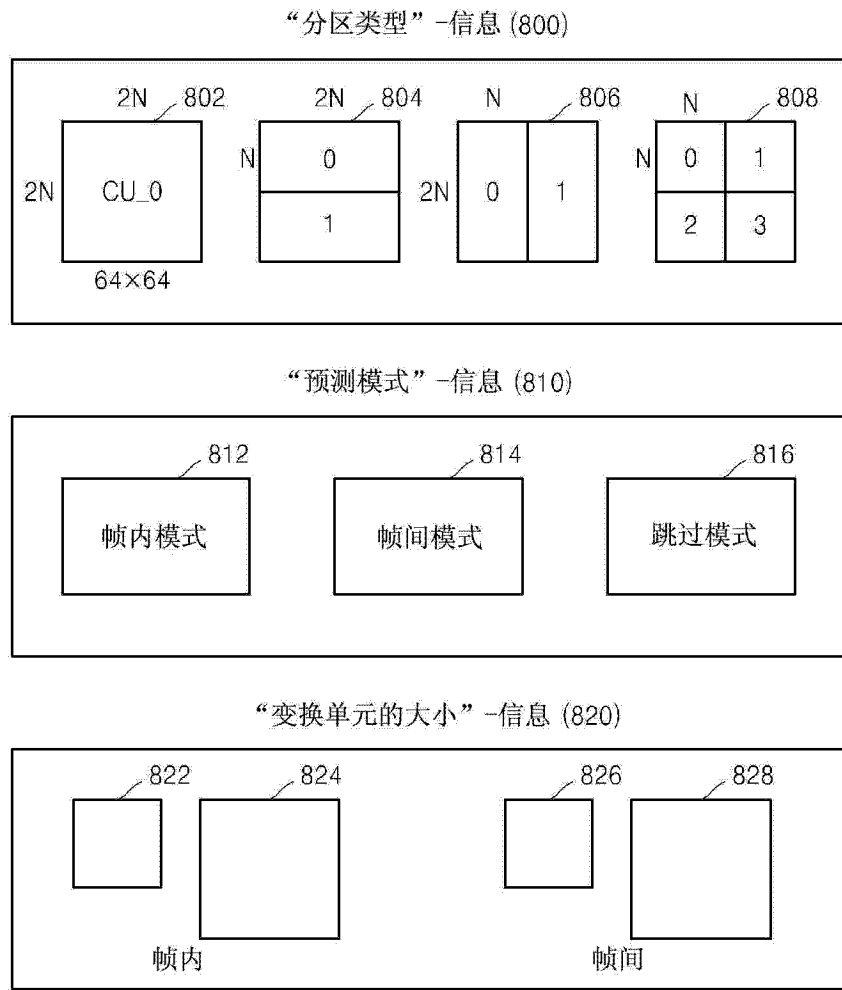 “分区类型”-信息 (800)
2N 802 2N 804 N 806 N 808
N 0 N 0 1
2N CU_0 2N 0 1
1 2 3
64×64
“预测模式”-信息 (810)
812 814 816
帧内模式 帧间模式 跳过模式
“变换单元的大小”-信息 (820)
822 824 826 828
帧内 帧间